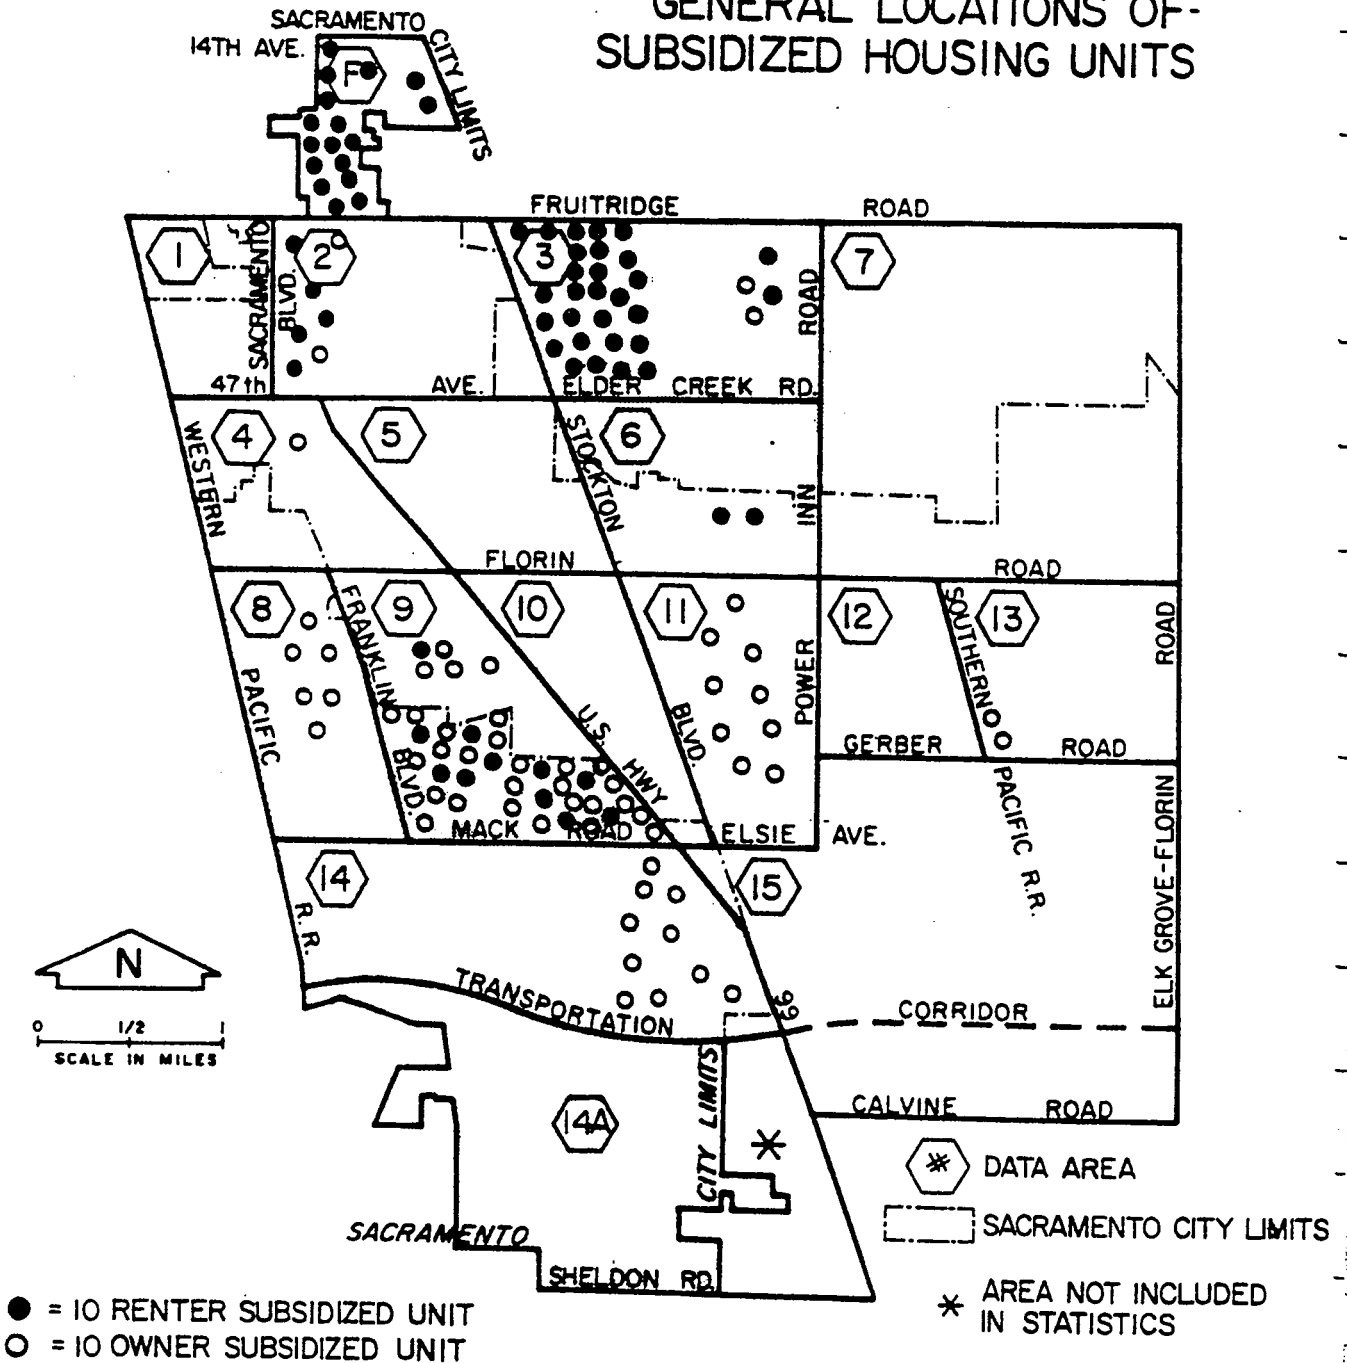 GENERAL LOCATIONS OF-
SUBSIDIZED HOUSING UNITS
SACRAMENTO
CITY LIMITS
14TH AVE.
F
FRUITRIDGE ROAD
1
SACRAMENTO
BLVD.
2
3
ROAD
7
47th AVE. ELDER CREEK RD.
WESTERN
4
5
STOCKTON
6
INN
FLORIN ROAD
8
FRANKLIN
9
10
11
12
SOUTHERN
13
ROAD
PACIFIC
BLVD.
U.S.
HWY
BLVD.
POWER
GERBER ROAD
MACK ROAD ELSIE AVE.
PACIFIC R.R.
ELK GROVE-FLORIN
14
15
R. R.
N
TRANSPORTATION CORRIDOR
99
0 1/2 1
SCALE IN MILES
CITY LIMITS
14A
CALVINE ROAD
DATA AREA
SACRAMENTO
SACRAMENTO CITY LIMITS
SHELDON RD.
AREA NOT INCLUDED
IN STATISTICS
= 10 RENTER SUBSIDIZED UNIT
= 10 OWNER SUBSIDIZED UNIT